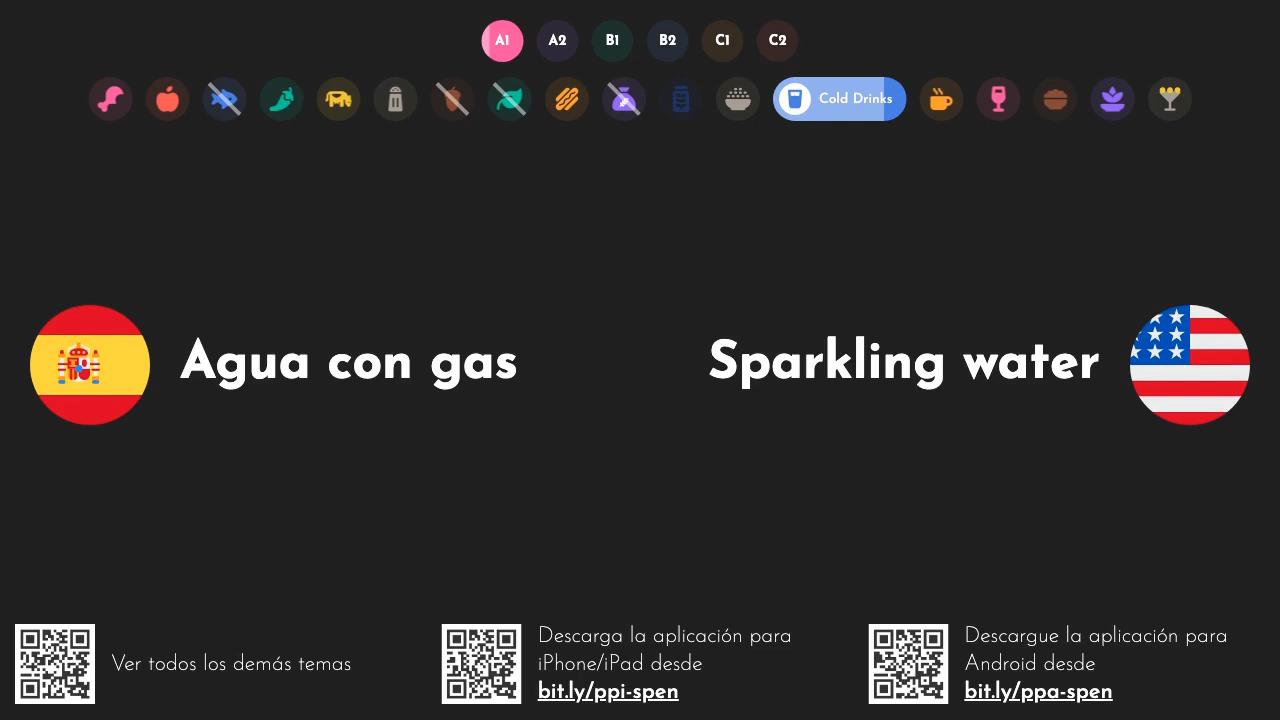 A1 A2 B1 B2 C1 C2
Cold Drinks
Agua con gas
Sparkling water
Ver todos los demás temas
Descarga la aplicación para
iPhone/iPad desde
bit.ly/ppi-spen
Descargue la aplicación para
Android desde
bit.ly/ppa-spen